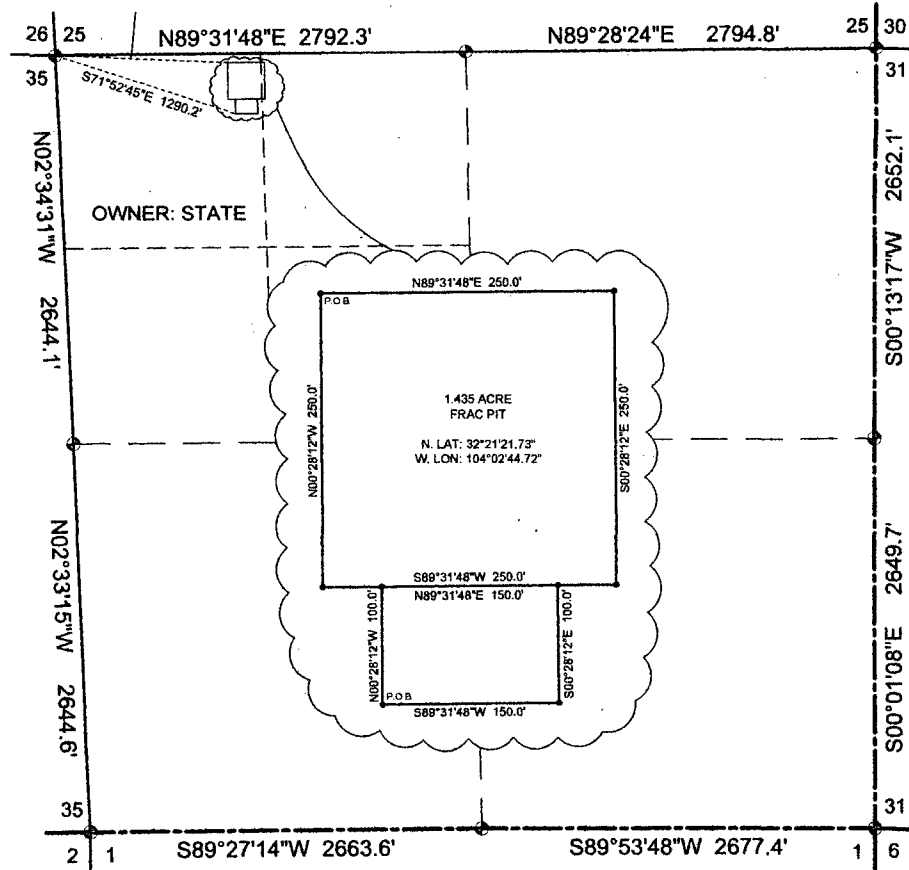 26 25
N89°31'48"E 2792.3'
N89°28'24" E 2794.8'
25 30
35
31
S71°52'45"E 1290.2'
N02°34'31"W 2644.1'
S00°13'17"W 2652.1'
OWNER: STATE
N89°31'48"E 250.0'
P.O.B.
N00°28'12"W 250.0'
1.435 ACRE
FRAC PIT
N. LAT: 32°21'21.73"
W. LON: 104°02'44.72"
S00°28'12"E 250.0'
S89°31'48"W 250.0'
N89°31'48"E 150.0'
N00°28'12"W 100.0'
S00°28'12"E 100.0'
P.O.B.
S89°31'48"W 150.0'
N02°33'15"W 2644.6'
S00°01'08"E 2649.7'
35
31
2 1
S89°27'14"W 2663.6'
S89°53'48"W 2677.4'
1 6